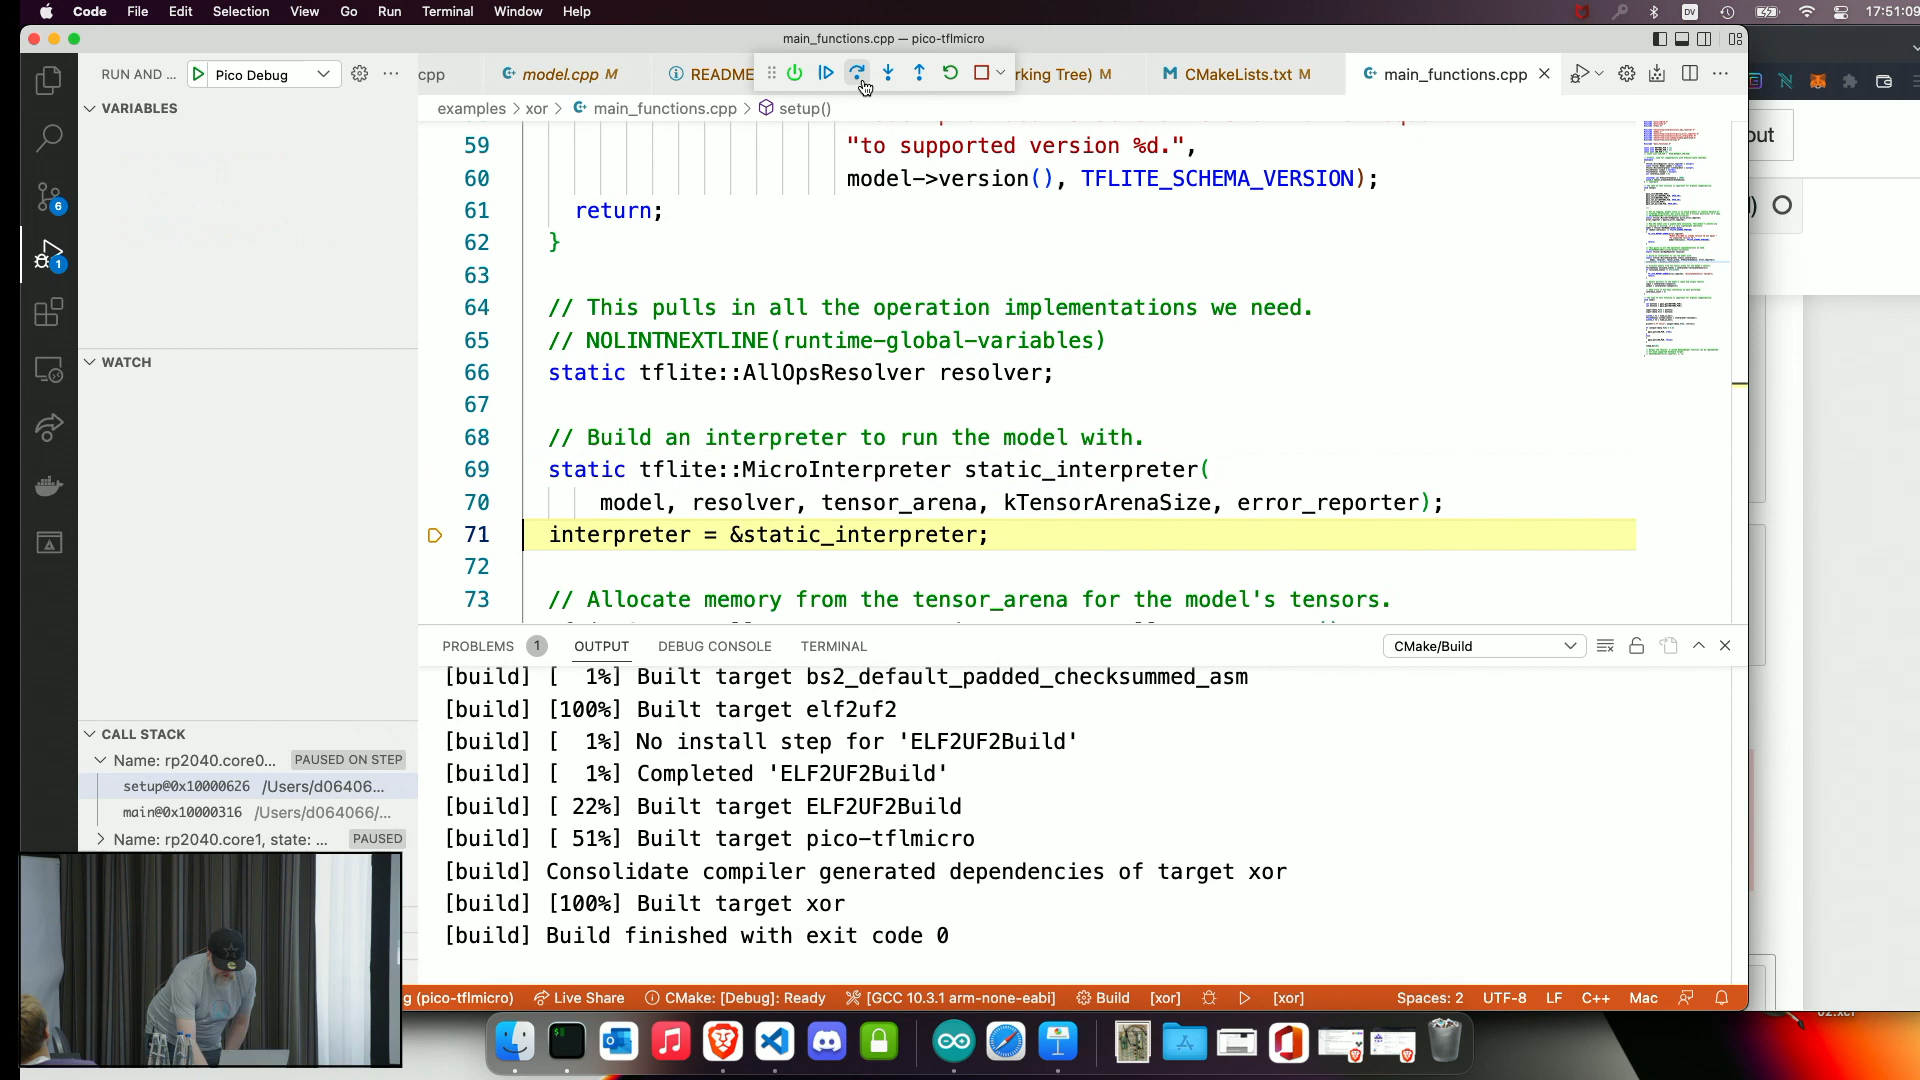 Code File Edit Selection View Go Run Terminal Window Help
DV 17:51:09
main_functions.cpp — pico-tflmicro
RUN AND ... Pico Debug
cpp model.cpp M README rking Tree) M CMakeLists.txt M main_functions.cpp
VARIABLES
examples > xor > main_functions.cpp > setup()
out
59 "to supported version %d.",
60 model->version(), TFLITE_SCHEMA_VERSION);
61 return;
62 }
63
64 // This pulls in all the operation implementations we need.
65 // NOLINTNEXTLINE(runtime-global-variables)
66 static tflite::AllOpsResolver resolver;
67
68 // Build an interpreter to run the model with.
69 static tflite::MicroInterpreter static_interpreter(
70 model, resolver, tensor_arena, kTensorArenaSize, error_reporter);
71 interpreter = &static_interpreter;
72
73 // Allocate memory from the tensor_arena for the model's tensors.
6
1
WATCH
PROBLEMS 1 OUTPUT DEBUG CONSOLE TERMINAL CMake/Build
[build] [  1%] Built target bs2_default_padded_checksummed_asm
[build] [100%] Built target elf2uf2
[build] [  1%] No install step for 'ELF2UF2Build'
[build] [  1%] Completed 'ELF2UF2Build'
[build] [ 22%] Built target ELF2UF2Build
[build] [ 51%] Built target pico-tflmicro
[build] Consolidate compiler generated dependencies of target xor
[build] [100%] Built target xor
[build] Build finished with exit code 0
CALL STACK
Name: rp2040.core0... PAUSED ON STEP
setup@0x10000626 /Users/d06406...
main@0x10000316 /Users/d064066/...
Name: rp2040.core1, state: ... PAUSED
g (pico-tflmicro) Live Share CMake: [Debug]: Ready [GCC 10.3.1 arm-none-eabi] Build [xor] [xor] Spaces: 2 UTF-8 LF C++ Mac